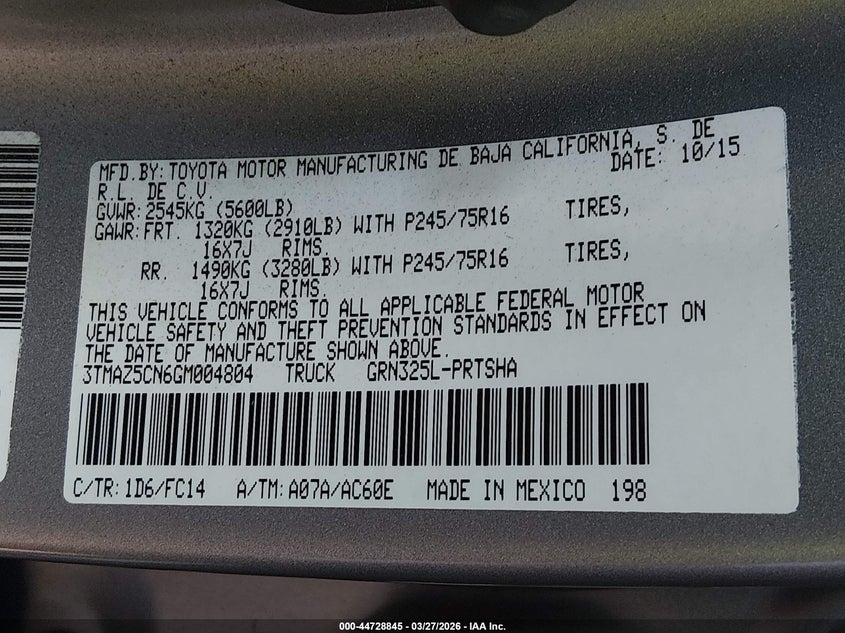 MFD.BY:TOYOTA MOTOR MANUFACTURING DE BAJA CALIFORNIA, S. DE
R.L. DE C.V. DATE: 10/15
GVWR:2545KG (5600LB)
GAWR:FRT. 1320KG (2910LB) WITH P245/75R16 TIRES,
16X7J RIMS.
RR. 1490KG (3280LB) WITH P245/75R16 TIRES,
16X7J RIMS.
THIS VEHICLE CONFORMS TO ALL APPLICABLE FEDERAL MOTOR
VEHICLE SAFETY AND THEFT PREVENTION STANDARDS IN EFFECT ON
THE DATE OF MANUFACTURE SHOWN ABOVE.
3TMAZ5CN6GM004804 TRUCK GRN325L-PRTSHA
C/TR:1D6/FC14 A/TM:A07A/AC60E MADE IN MEXICO 198
000-44728845 - 03/27/2026 - IAA Inc.